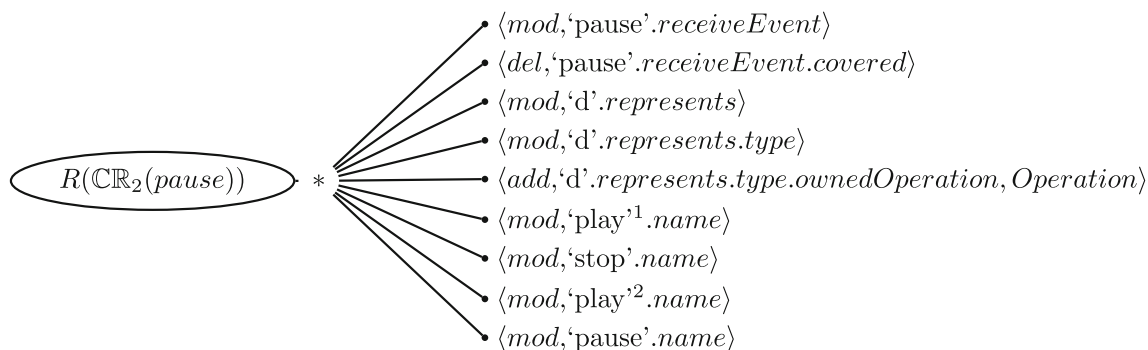 ⟨mod,‘pause’.receiveEvent⟩
⟨del,‘pause’.receiveEvent.covered⟩
⟨mod,‘d’.represents⟩
⟨mod,‘d’.represents.type⟩
R(ℂℝ₂(pause)) * ⟨add,‘d’.represents.type.ownedOperation, Operation⟩
⟨mod,‘play’¹.name⟩
⟨mod,‘stop’.name⟩
⟨mod,‘play’².name⟩
⟨mod,‘pause’.name⟩